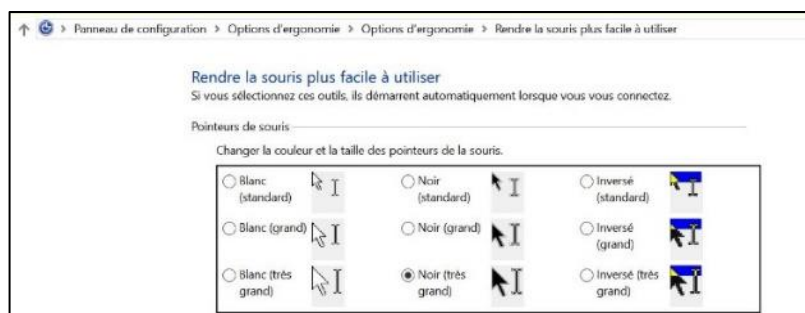 Panneau de configuration > Options d'ergonomie > Options d'ergonomie > Rendre la souris plus facile à utiliser
Rendre la souris plus facile à utiliser
Si vous sélectionnez ces outils, ils démarrent automatiquement lorsque vous vous connectez.
Pointeurs de souris
Changer la couleur et la taille des pointeurs de la souris.
Blanc (standard)
Noir (standard)
Inversé (standard)
Blanc (grand)
Noir (grand)
Inversé (grand)
Blanc (très grand)
Noir (très grand)
Inversé (très grand)